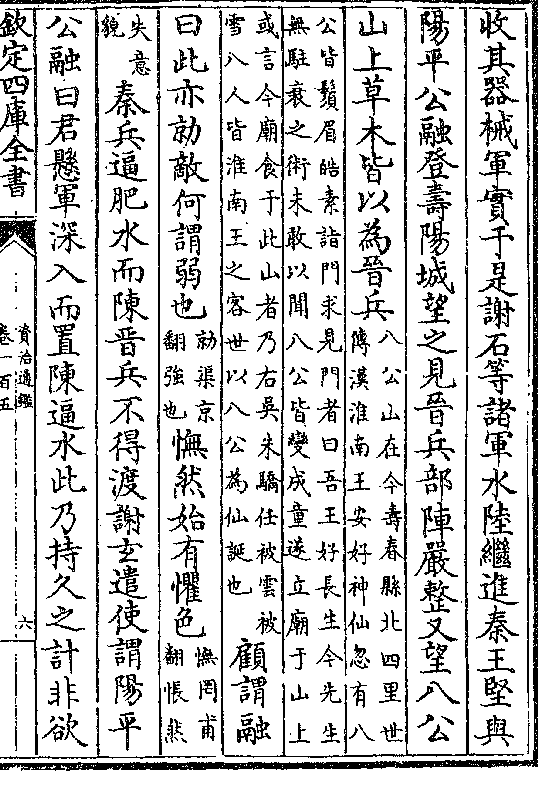 收其器械軍實于是謝石等諸軍水陸繼進秦王堅與
陽平公融登壽陽城望之見晉兵部陣嚴整又望八公
山上草木皆以為晉兵
八公山在今壽春縣北四里世
傳漢淮南王安好神仙忽有八
公皆鬚眉皓素詣門求見門者曰吾王好長生今先生
無駐衰之術未敢以聞八公皆變成童遂立廟于山上
或言今廟食于此山者乃右吳朱驕任被雲被
雪八人皆淮南王之客世以八公為仙誕也
顧謂融
曰此亦勍敵何謂弱也
勍渠京
翻強也
憮然始有懼色
憮罔甫
翻悵然
失意
貌
秦兵逼肥水而陳晉兵不得渡謝玄遣使謂陽平
公融曰君懸軍深入而置陳逼水此乃持久之計非欲
欽定四庫全書
資治通鑑
卷一百五
六